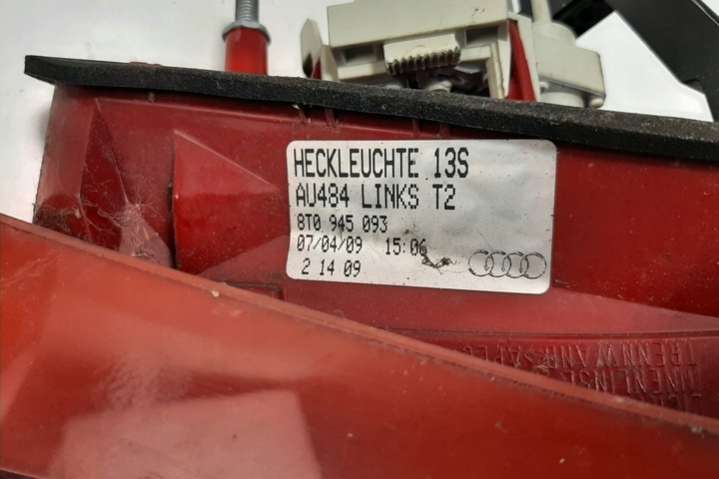 HECKLEUCHTE 13S
AU484 LINKS T2
8T0 945 093
07/04/09 15:06
2 14 09